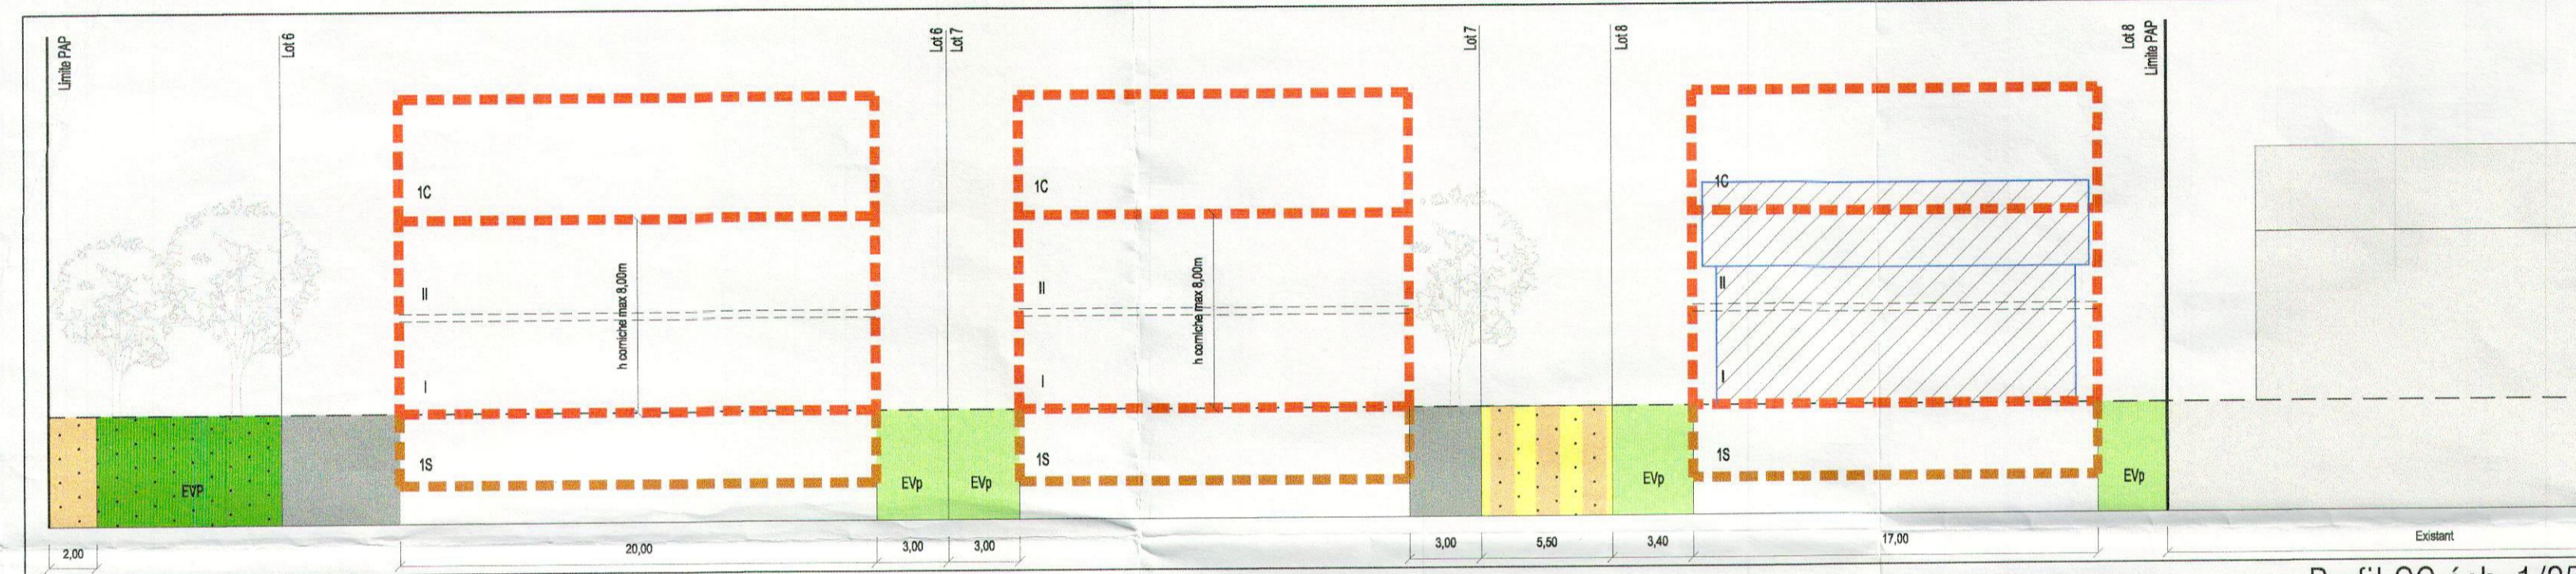 Limite PAP
Lot 6
Lot 6
Lot 7
Lot 7
Lot 8
Lot 8
Limite PAP
1C
1C
1C
II
h corniche max 8,00m
II
h corniche max 8,00m
II
I
I
I
1S
1S
1S
EVP
EVp
EVp
EVp
EVp
2,00
20,00
3,00
3,00
3,00
5,50
3,40
17,00
Existant